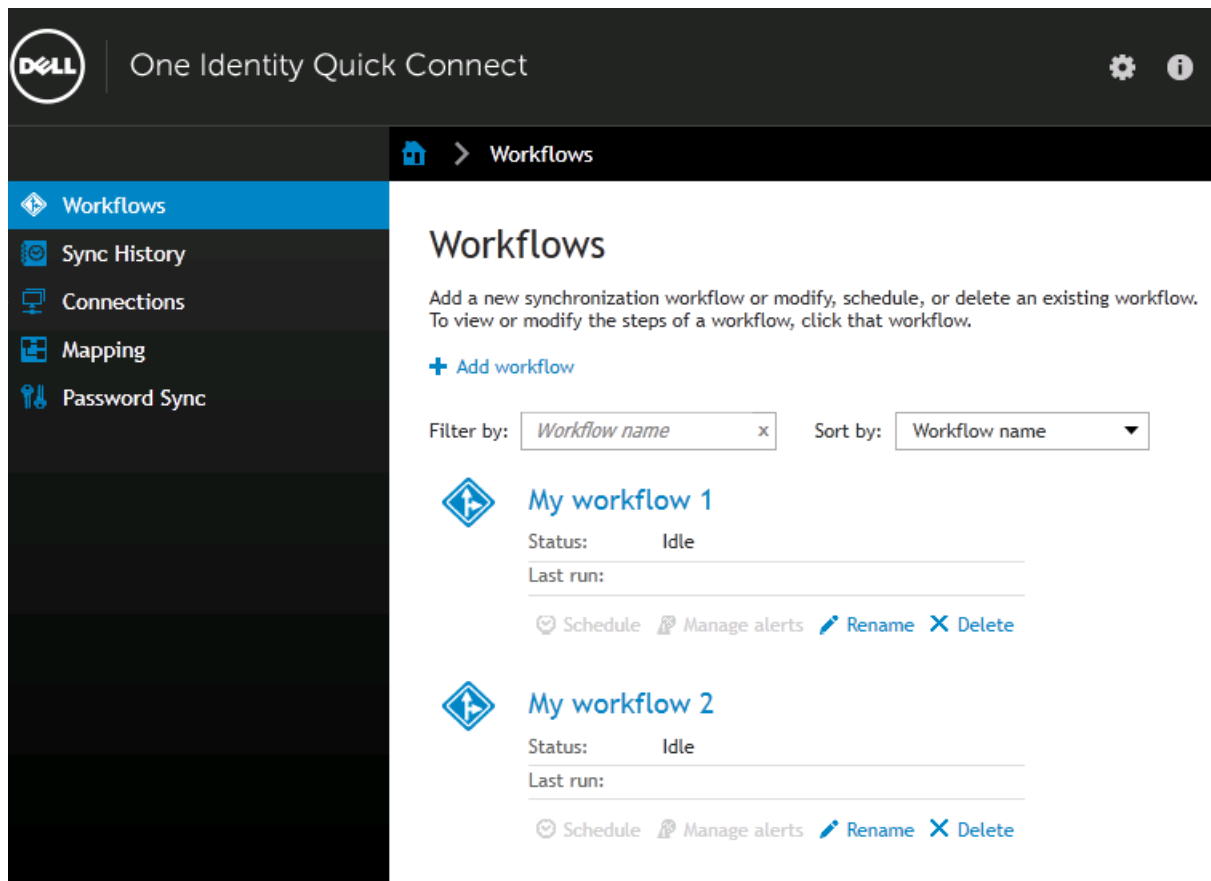 DELL One Identity Quick Connect
Workflows
Workflows
Sync History
Connections
Mapping
Password Sync
Workflows
Add a new synchronization workflow or modify, schedule, or delete an existing workflow.
To view or modify the steps of a workflow, click that workflow.
Add workflow
Filter by: Workflow name x Sort by: Workflow name
My workflow 1
Status: Idle
Last run:
Schedule Manage alerts Rename Delete
My workflow 2
Status: Idle
Last run:
Schedule Manage alerts Rename Delete